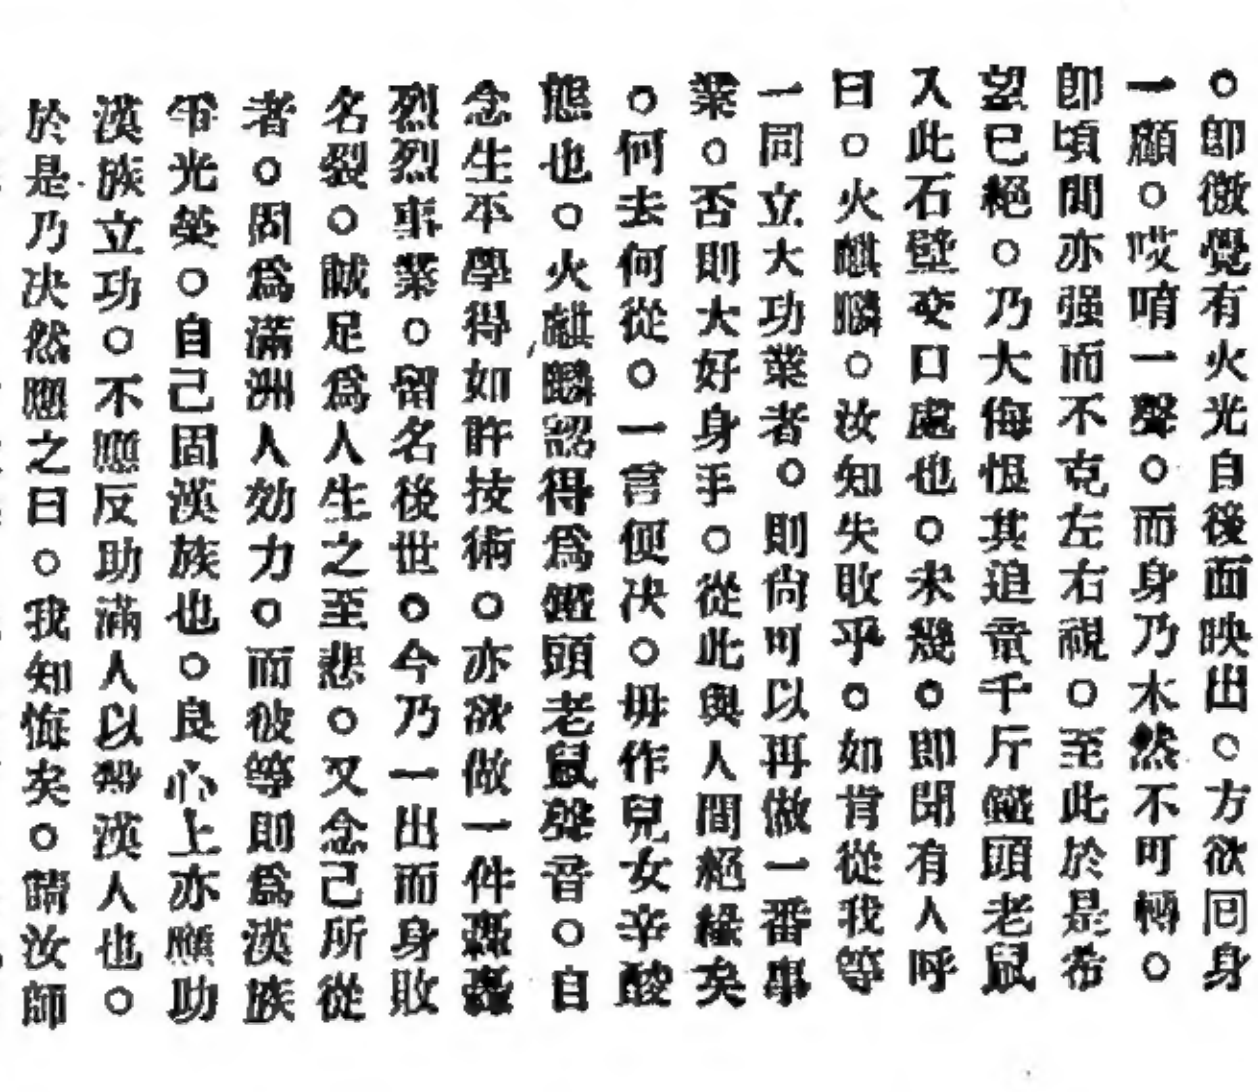 。即微覺有火光自後面映出。方欲回身
一顧。哎唷一聲。而身乃木然不可轉。
即頃間亦强而不克左右視。至此於是希
望已絕。乃大侮恨其追
千斤鐵頭老鼠
入此石壁
口處也。未幾。即聞有人呼
曰。火麒麟。汝知失敗乎。如肯從我等
一同立大功業者。則尙可以再做一番事
業。否則大好身手。從此與人間絕緣矣
。何去何從。一言便决。毋作兒女辛酸
態也。火麒麟認得爲鐵頭老鼠聲音。自
念生平學得如許技術。亦欲做一件轟轟
烈烈事業。留名後世。今乃一出而身敗
名裂。誠足爲人生之至悲。又念己所從
者。周爲滿洲人効力。而彼等則爲漢族
爭光榮。自己固漢族也。良心上亦應助
漢族立功。不應反助滿人以殺漢人也。
於是乃决然應之曰。我知悔矣。請汝師